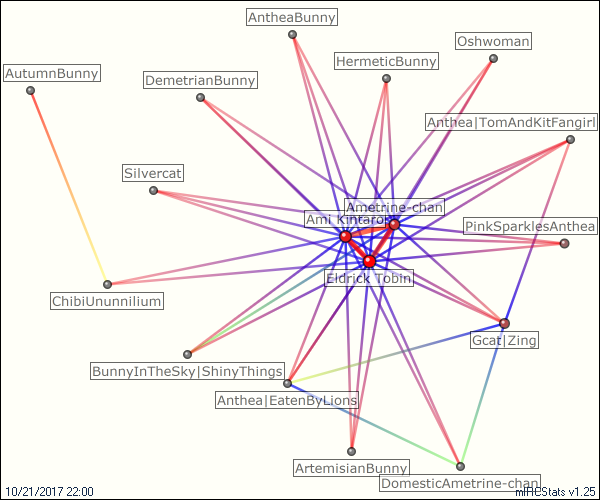 AntheaBunny
Oshwoman
HermeticBunny
AutumnBunny
DemetrianBunny
Anthea|TomAndKitFangirl
Silvercat
Ametrine-chan
Ami Kintaro
PinkSparklesAnthea
Eldrick Tobin
ChibiUnunnilium
Gcat|Zing
BunnyInTheSky|ShinyThings
Anthea|EatenByLions
ArtemisianBunny
DomesticAmetrine-chan
10/21/2017 22:00
mIRCStats v1.25